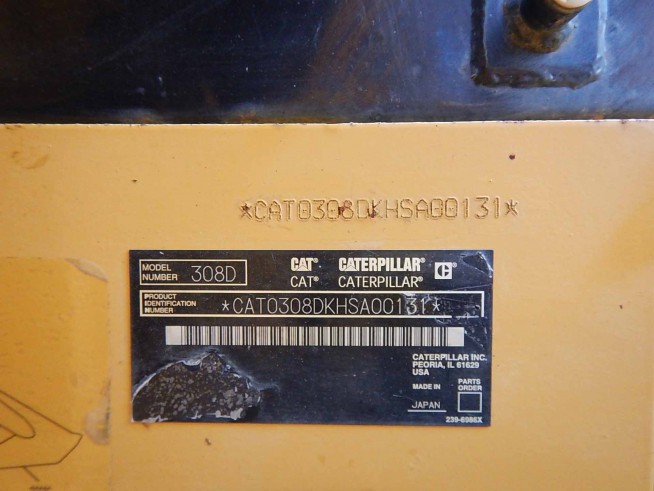 *CAT0308DKHSA00131*
MODEL NUMBER 308D
CAT® CATERPILLAR® C
CAT® CATERPILLAR®
PRODUCT IDENTIFICATION NUMBER *CAT0308DKHSA00131*
CATERPILLAR INC.
PEORIA, IL 61629
USA
MADE IN JAPAN
PARTS ORDER
239-6986X